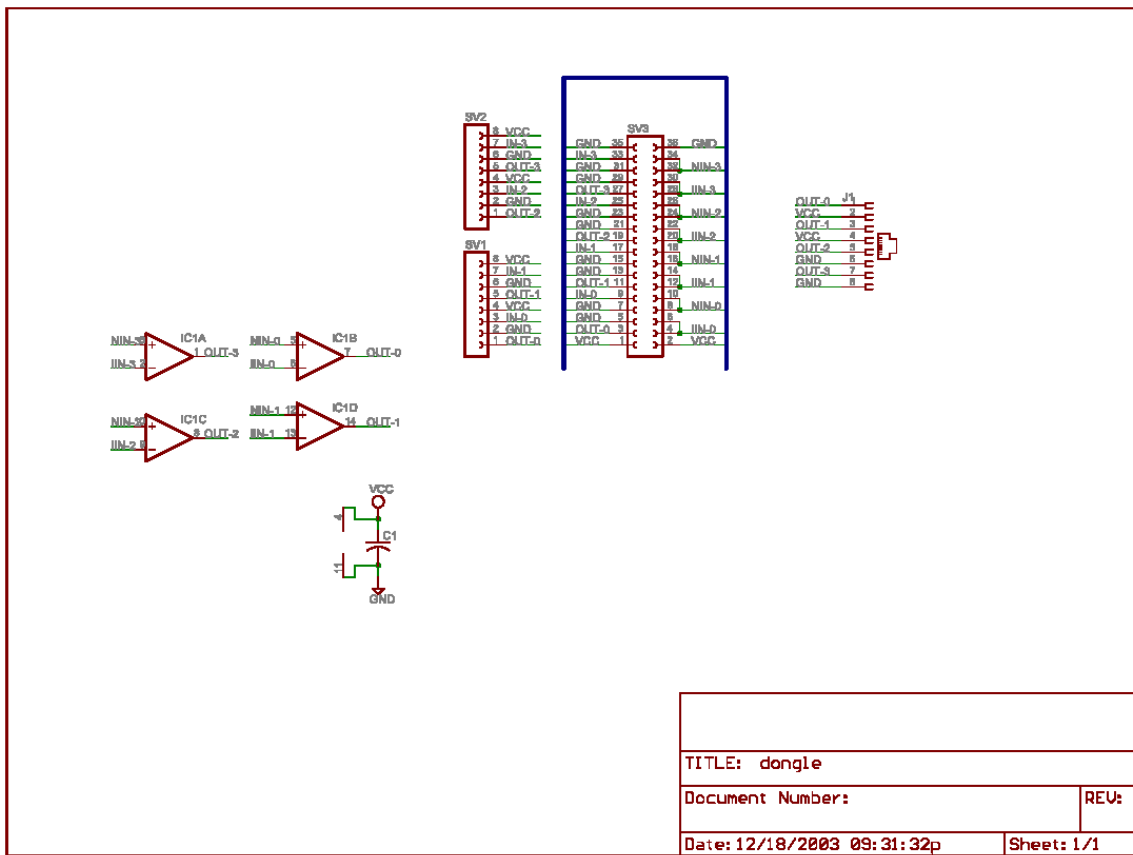 SV2
8 VCC
7 IN-3
6 GND
5 OUT-3
4 VCC
3 IN-2
2 GND
1 OUT-2
SV1
8 VCC
7 IN-1
6 GND
5 OUT-1
4 VCC
3 IN-0
2 GND
1 OUT-0
SV3
GND 35 36 GND
IN-3 33 34
GND 31 32 NIN-3
GND 29 30
OUT-3 27 28 IIN-3
IN-2 25 26
GND 23 24 NIN-2
GND 21 22
OUT-2 19 20 IIN-2
IN-1 17 18
GND 15 16 NIN-1
GND 13 14
OUT-1 11 12 IIN-1
IN-0 9 10
GND 7 8 NIN-0
GND 5 6
OUT-0 3 4 IIN-0
VCC 1 2 VCC
J1
OUT-0 1
VCC 2
OUT-1 3
VCC 4
OUT-2 5
GND 6
OUT-3 7
GND 8
IC1A
NIN-3
IIN-3 2
1 OUT-3
IC1B
NIN-0 5
IIN-0 6
7 OUT-0
IC1C
NIN-2
IIN-2 9
8 OUT-2
IC1D
NIN-1 12
IIN-1 13
14 OUT-1
VCC
4
C1
11
GND
TITLE: dongle
Document Number:
REV:
Date: 12/18/2003 09:31:32p
Sheet: 1/1